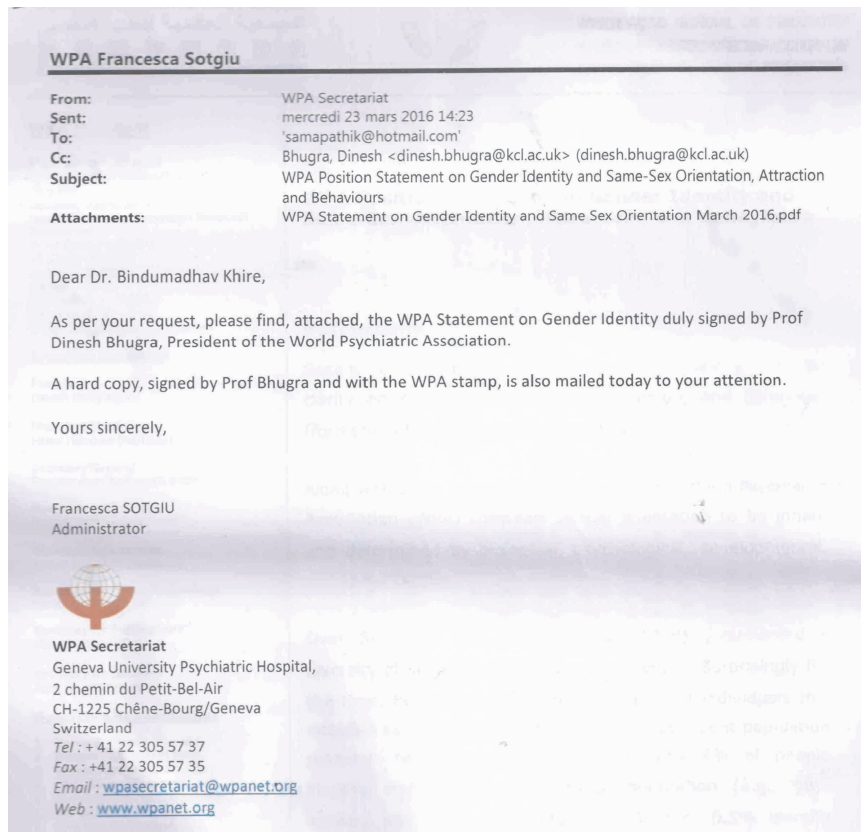 WPA Francesca Sotgiu
From: WPA Secretariat
Sent: mercredi 23 mars 2016 14:23
To: 'samapathik@hotmail.com'
Cc: Bhugra, Dinesh <dinesh.bhugra@kcl.ac.uk> (dinesh.bhugra@kcl.ac.uk)
Subject: WPA Position Statement on Gender Identity and Same-Sex Orientation, Attraction
and Behaviours
Attachments: WPA Statement on Gender Identity and Same Sex Orientation March 2016.pdf
Dear Dr. Bindumadhav Khire,
As per your request, please find, attached, the WPA Statement on Gender Identity duly signed by Prof
Dinesh Bhugra, President of the World Psychiatric Association.
A hard copy, signed by Prof Bhugra and with the WPA stamp, is also mailed today to your attention.
Yours sincerely,
Francesca SOTGIU
Administrator
WPA Secretariat
Geneva University Psychiatric Hospital,
2 chemin du Petit-Bel-Air
CH-1225 Chêne-Bourg/Geneva
Switzerland
Tel : + 41 22 305 57 37
Fax : +41 22 305 57 35
Email : wpasecretariat@wpanet.org
Web : www.wpanet.org